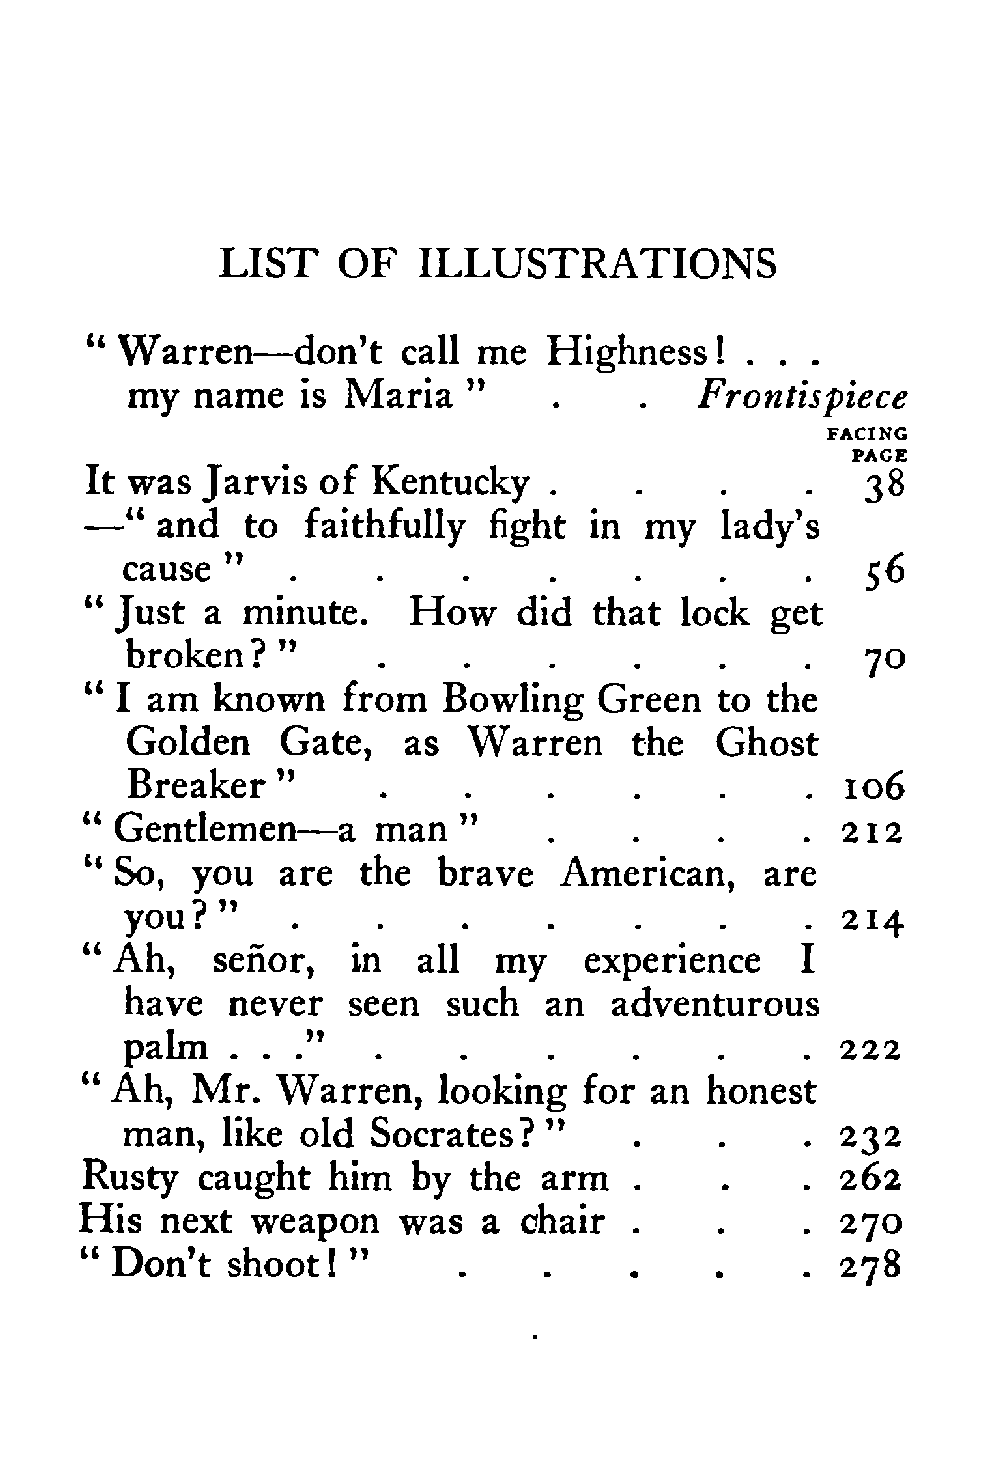 LIST OF ILLUSTRATIONS
“ Warren—don't call me Highness! . . .
my name is Maria ” . . Frontispiece
FACING
PAGE
It was Jarvis of Kentucky . . . . 38
—“ and to faithfully fight in my lady's
cause ” . . . . . . . 56
“ Just a minute. How did that lock get
broken? ” . . . . . . 70
“ I am known from Bowling Green to the
Golden Gate, as Warren the Ghost
Breaker ” . . . . . . 106
“ Gentlemen—a man ” . . . . 212
“ So, you are the brave American, are
you? ” . . . . . . . 214
“ Ah, señor, in all my experience I
have never seen such an adventurous
palm . . .” . . . . . . 222
“ Ah, Mr. Warren, looking for an honest
man, like old Socrates? ” . . . 232
Rusty caught him by the arm . . . 262
His next weapon was a chair . . . 270
“ Don't shoot! ” . . . . . 278